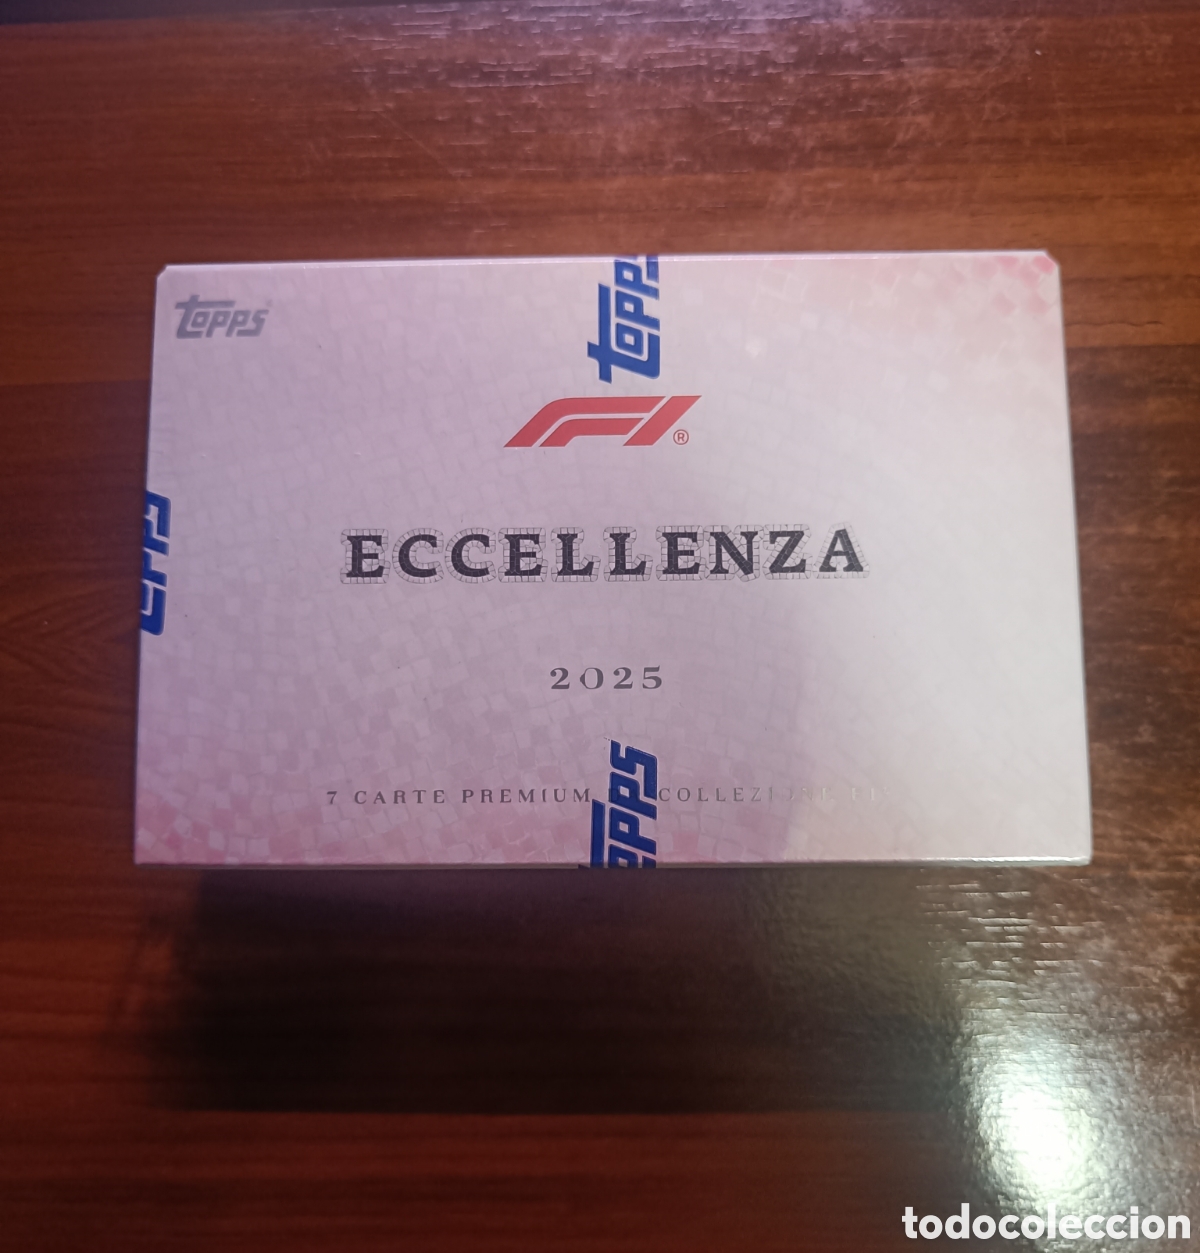 Topps
Topps
F1®
Topps
ECCELLENZA
2025
7 CARTE PREMIUM
Topps
todocoleccion